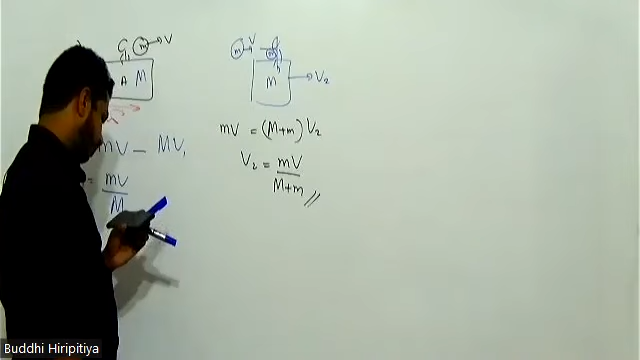 m → V
A M
mV - MV₁
= mV/M
m V m
M → V₂
mV = (M+m) V₂
V₂ = mV/M+m //
Buddhi Hiripitiya